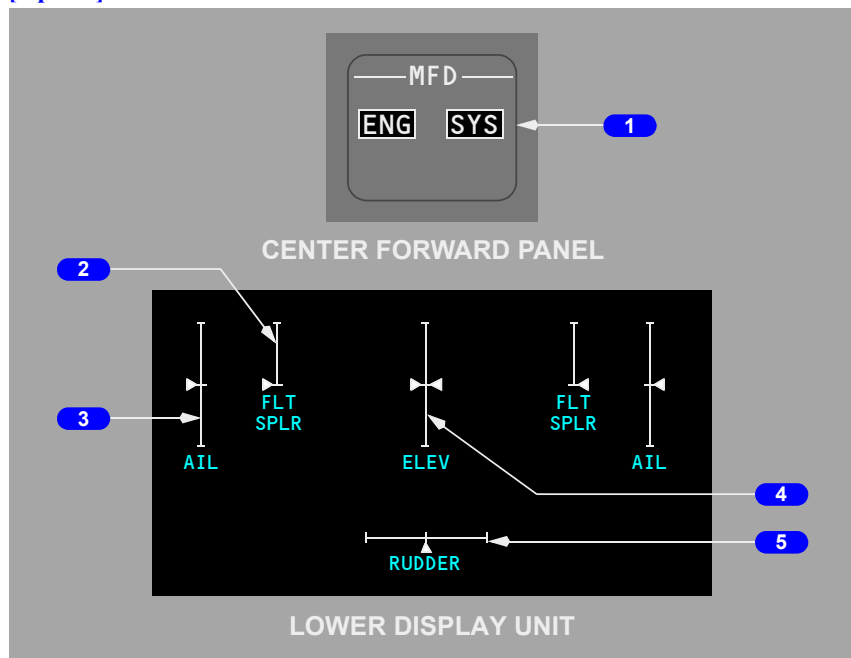 MFD
ENG SYS
1
CENTER FORWARD PANEL
2
FLT FLT
SPLR SPLR
3
AIL ELEV AIL
4
5
RUDDER
LOWER DISPLAY UNIT